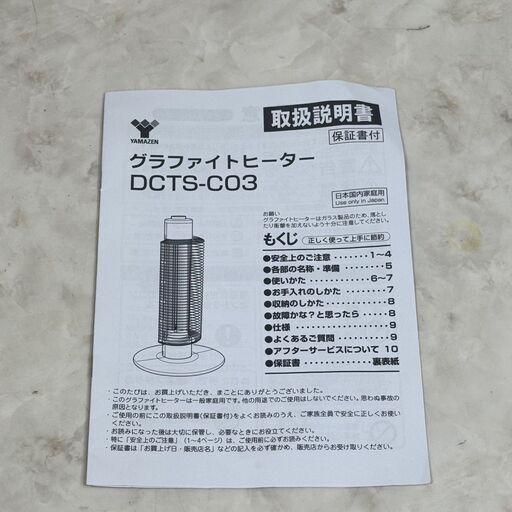 YAMAZEN
取扱説明書
保証書付
グラファイトヒーター
DCTS-C03
日本国内家庭用
Use only in Japan
お願い
グラファイトヒーターはガラス製品のため、落とし
たり衝撃を加えないよう十分に注意してください。
もくじ 正しく使って上手に節約
●安全上のご注意 ・・・・・・・ 1～4
●各部の名称・準備 ・・・・・・・・ 5
●使いかた ・・・・・・・・・・・・ 6～7
●お手入れのしかた ・・・・・・・・ 7
●収納のしかた ・・・・・・・・・・・ 8
●故障かな？と思ったら ・・・・・ 8
●仕様 ・・・・・・・・・・・・・・・・ 9
●よくあるご質問 ・・・・・・・・・ 9
●アフターサービスについて 10
●保証書 ・・・・・・・・・・ 裏表紙
・このたびは、お買上げいただき、まことにありがとうございました。
・このグラファイトヒーターは一般家庭用です。他の用途でのご使用はしないでください。思わぬ事故の
原因となります。
・ご使用の前にこの取扱説明書(保証書付)をよくお読みのうえ、ご家族全員で安全に正しくお使い
ください。
・お読みになった後は大切に保管し、必要なときにお役立てください。
・特に「安全上のご注意」(1～4ページ)は、ご使用前に必ずお読みください。
・保証書は「お買上げ日・販売店名」などの記入を必ず確かめ、販売店からお受け取りください。